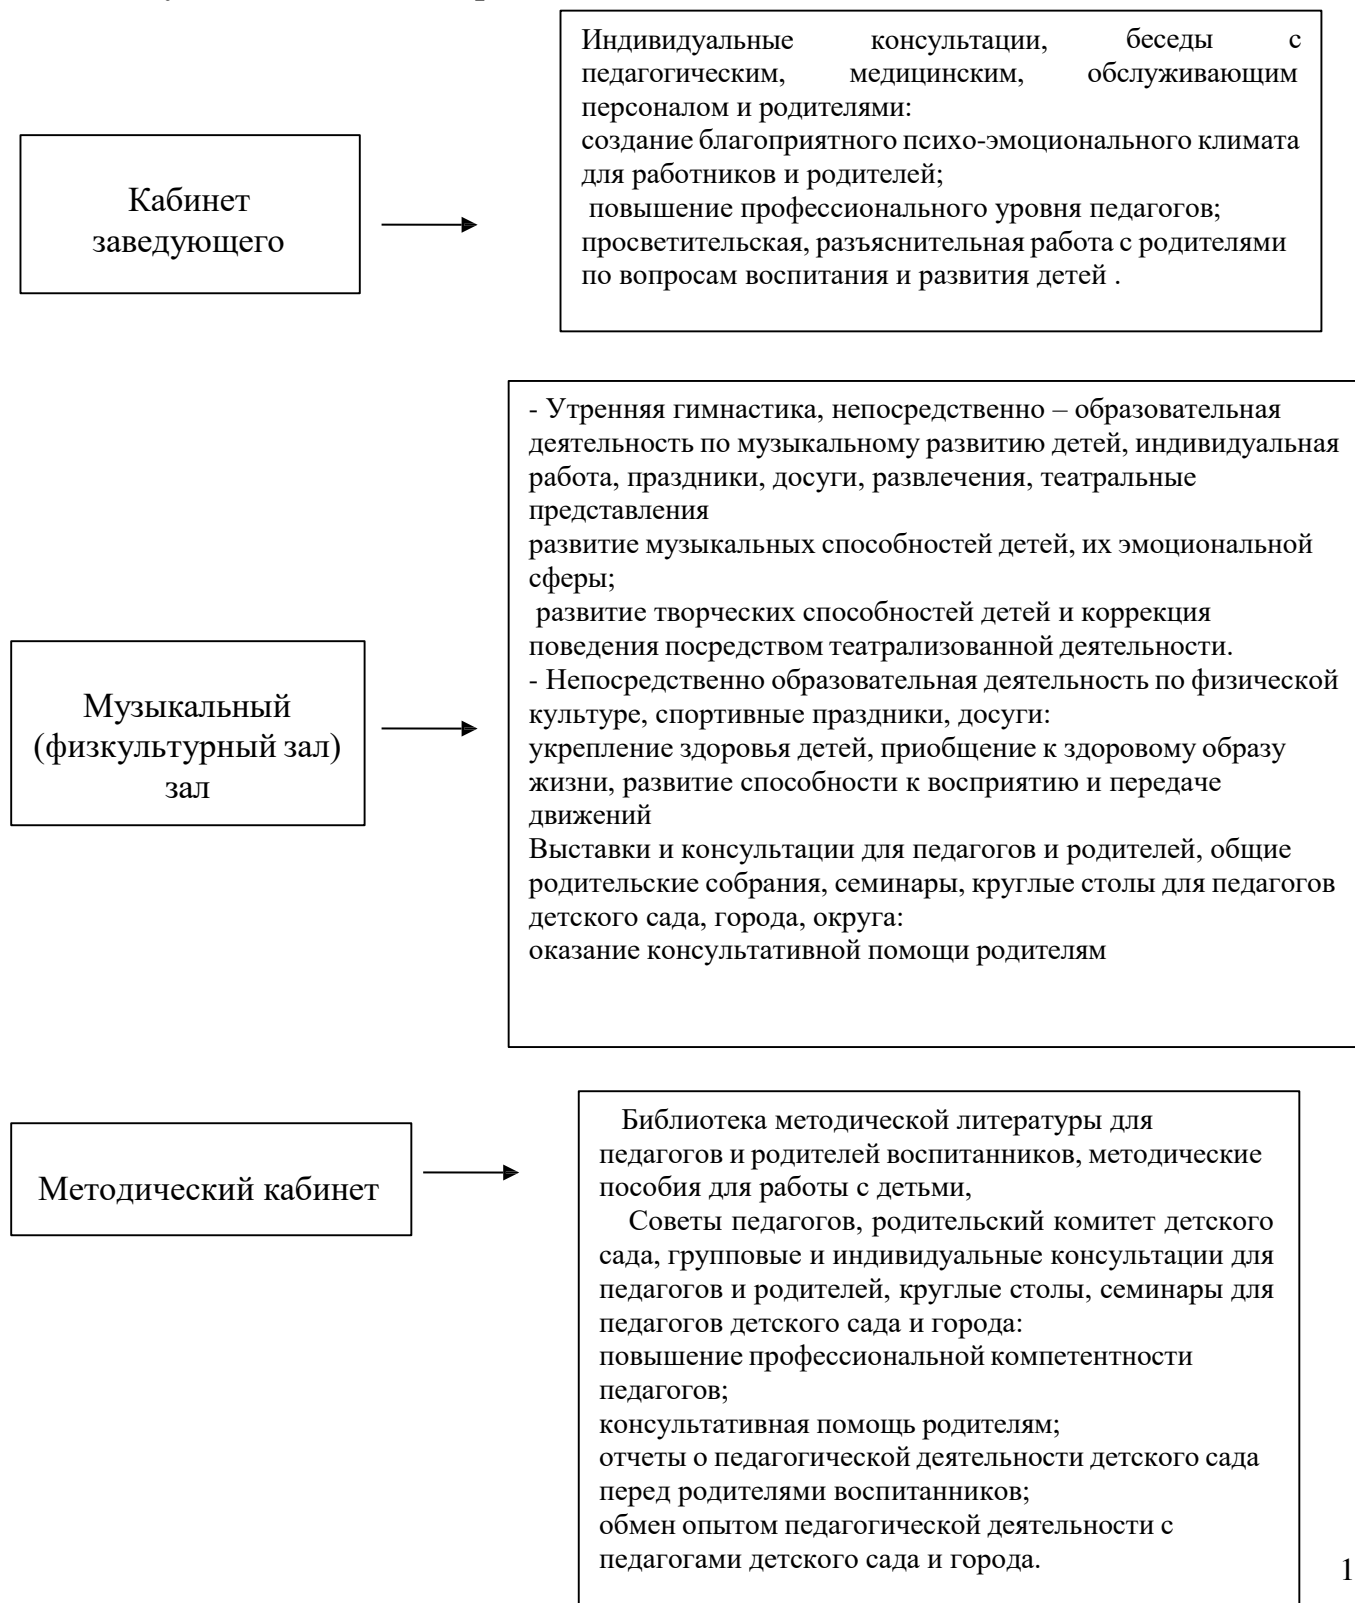 Кабинет
заведующего
Индивидуальные консультации, беседы с
педагогическим, медицинским, обслуживающим
персоналом и родителями:
создание благоприятного психо-эмоционального климата
для работников и родителей;
повышение профессионального уровня педагогов;
просветительская, разъяснительная работа с родителями
по вопросам воспитания и развития детей .
Музыкальный
(физкультурный зал)
зал
- Утренняя гимнастика, непосредственно – образовательная
деятельность по музыкальному развитию детей, индивидуальная
работа, праздники, досуги, развлечения, театральные
представления
развитие музыкальных способностей детей, их эмоциональной
сферы;
развитие творческих способностей детей и коррекция
поведения посредством театрализованной деятельности.
- Непосредственно образовательная деятельность по физической
культуре, спортивные праздники, досуги:
укрепление здоровья детей, приобщение к здоровому образу
жизни, развитие способности к восприятию и передаче
движений
Выставки и консультации для педагогов и родителей, общие
родительские собрания, семинары, круглые столы для педагогов
детского сада, города, округа:
оказание консультативной помощи родителям
Методический кабинет
Библиотека методической литературы для
педагогов и родителей воспитанников, методические
пособия для работы с детьми,
Советы педагогов, родительский комитет детского
сада, групповые и индивидуальные консультации для
педагогов и родителей, круглые столы, семинары для
педагогов детского сада и города:
повышение профессиональной компетентности
педагогов;
консультативная помощь родителям;
отчеты о педагогической деятельности детского сада
перед родителями воспитанников;
обмен опытом педагогической деятельности с
педагогами детского сада и города.
1